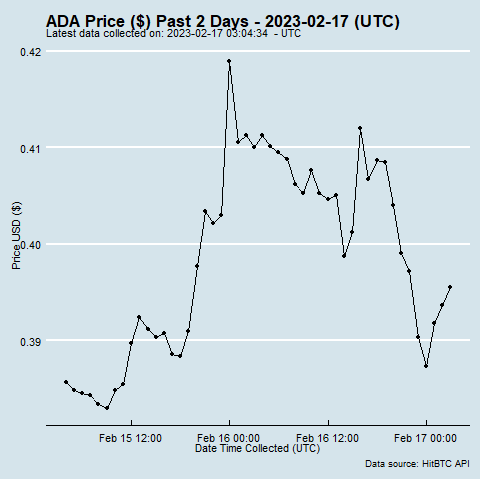 ADA Price ($) Past 2 Days - 2023-02-17 (UTC)
Latest data collected on: 2023-02-17 03:04:34 - UTC
0.42
0.41
0.40
0.39
Price USD ($)
Feb 15 12:00
Feb 16 00:00
Feb 16 12:00
Feb 17 00:00
Date Time Collected (UTC)
Data source: HitBTC API